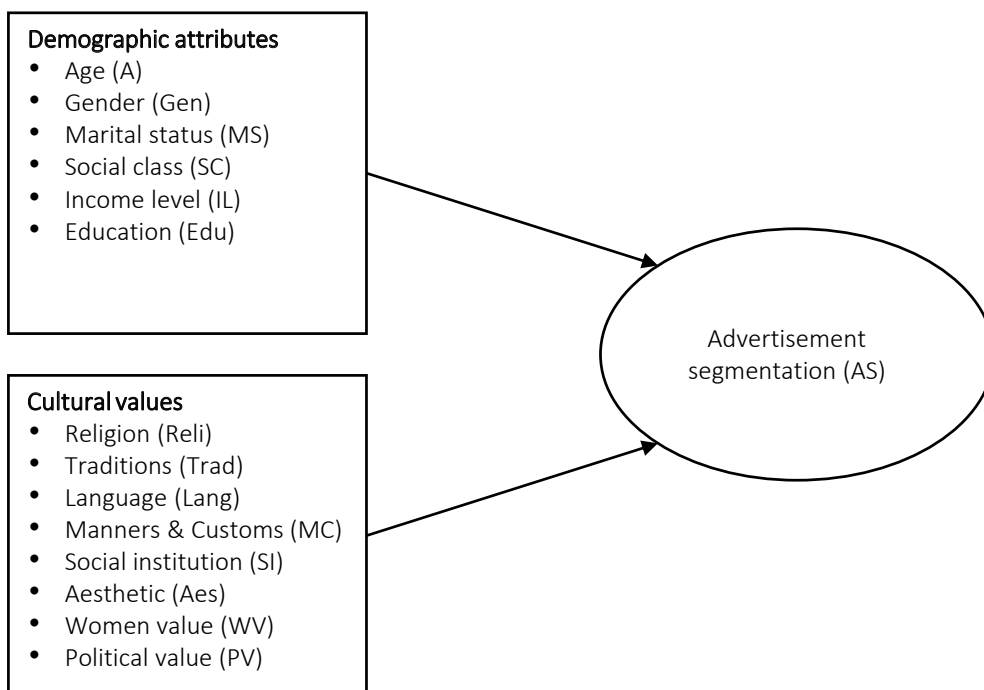 Demographic attributes
• Age (A)
• Gender (Gen)
• Marital status (MS)
• Social class (SC)
• Income level (IL)
• Education (Edu)
Advertisement
segmentation (AS)
Cultural values
• Religion (Reli)
• Traditions (Trad)
• Language (Lang)
• Manners & Customs (MC)
• Social institution (SI)
• Aesthetic (Aes)
• Women value (WV)
• Political value (PV)